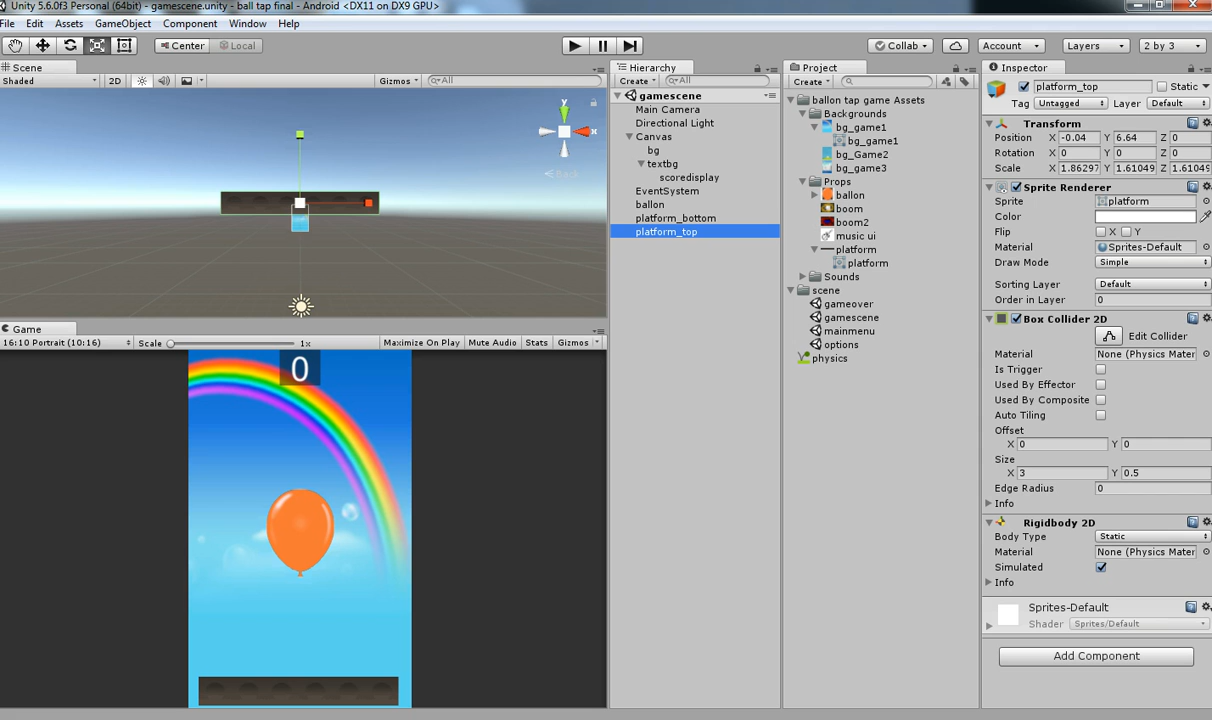 Unity 5.6.0f3 Personal (64bit) - gamescene.unity - ball tap final - Android <DX11 on DX9 GPU>
File Edit Assets GameObject Component Window Help
Center Local Collab Account Layers 2 by 3
Scene
Shaded 2D Gizmos All
y
x
Back
Game
16:10 Portrait (10:16) Scale 1x Maximize On Play Mute Audio Stats Gizmos
0
Hierarchy
Create All
gamescene
Main Camera
Directional Light
Canvas
bg
textbg
scoredisplay
EventSystem
ballon
platform_bottom
platform_top
Project
Create
ballon tap game Assets
Backgrounds
bg_game1
bg_game1
bg_Game2
bg_game3
Props
ballon
boom
boom2
music ui
platform
platform
Sounds
scene
gameover
gamescene
mainmenu
options
physics
Inspector
platform_top Static
Tag Untagged Layer Default
Transform
Position X -0.04 Y 6.64 Z 0
Rotation X 0 Y 0 Z 0
Scale X 1.86297 Y 1.61049 Z 1.61049
Sprite Renderer
Sprite platform
Color
Flip X Y
Material Sprites-Default
Draw Mode Simple
Sorting Layer Default
Order in Layer 0
Box Collider 2D
Edit Collider
Material None (Physics Mater
Is Trigger
Used By Effector
Used By Composite
Auto Tiling
Offset
X 0 Y 0
Size
X 3 Y 0.5
Edge Radius 0
Info
Rigidbody 2D
Body Type Static
Material None (Physics Mater
Simulated
Info
Sprites-Default
Shader Sprites/Default
Add Component